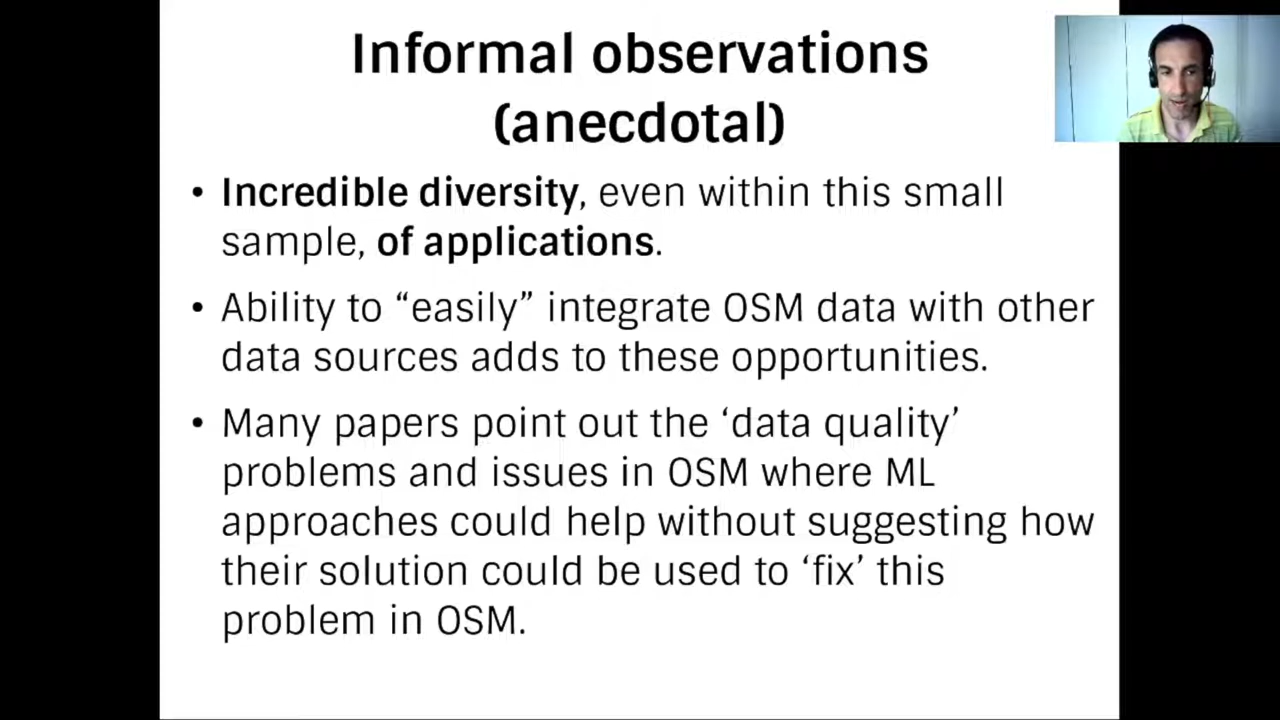 Informal observations
(anecdotal)
• Incredible diversity, even within this small
sample, of applications.
• Ability to “easily” integrate OSM data with other
data sources adds to these opportunities.
• Many papers point out the ‘data quality’
problems and issues in OSM where ML
approaches could help without suggesting how
their solution could be used to ‘fix’ this
problem in OSM.